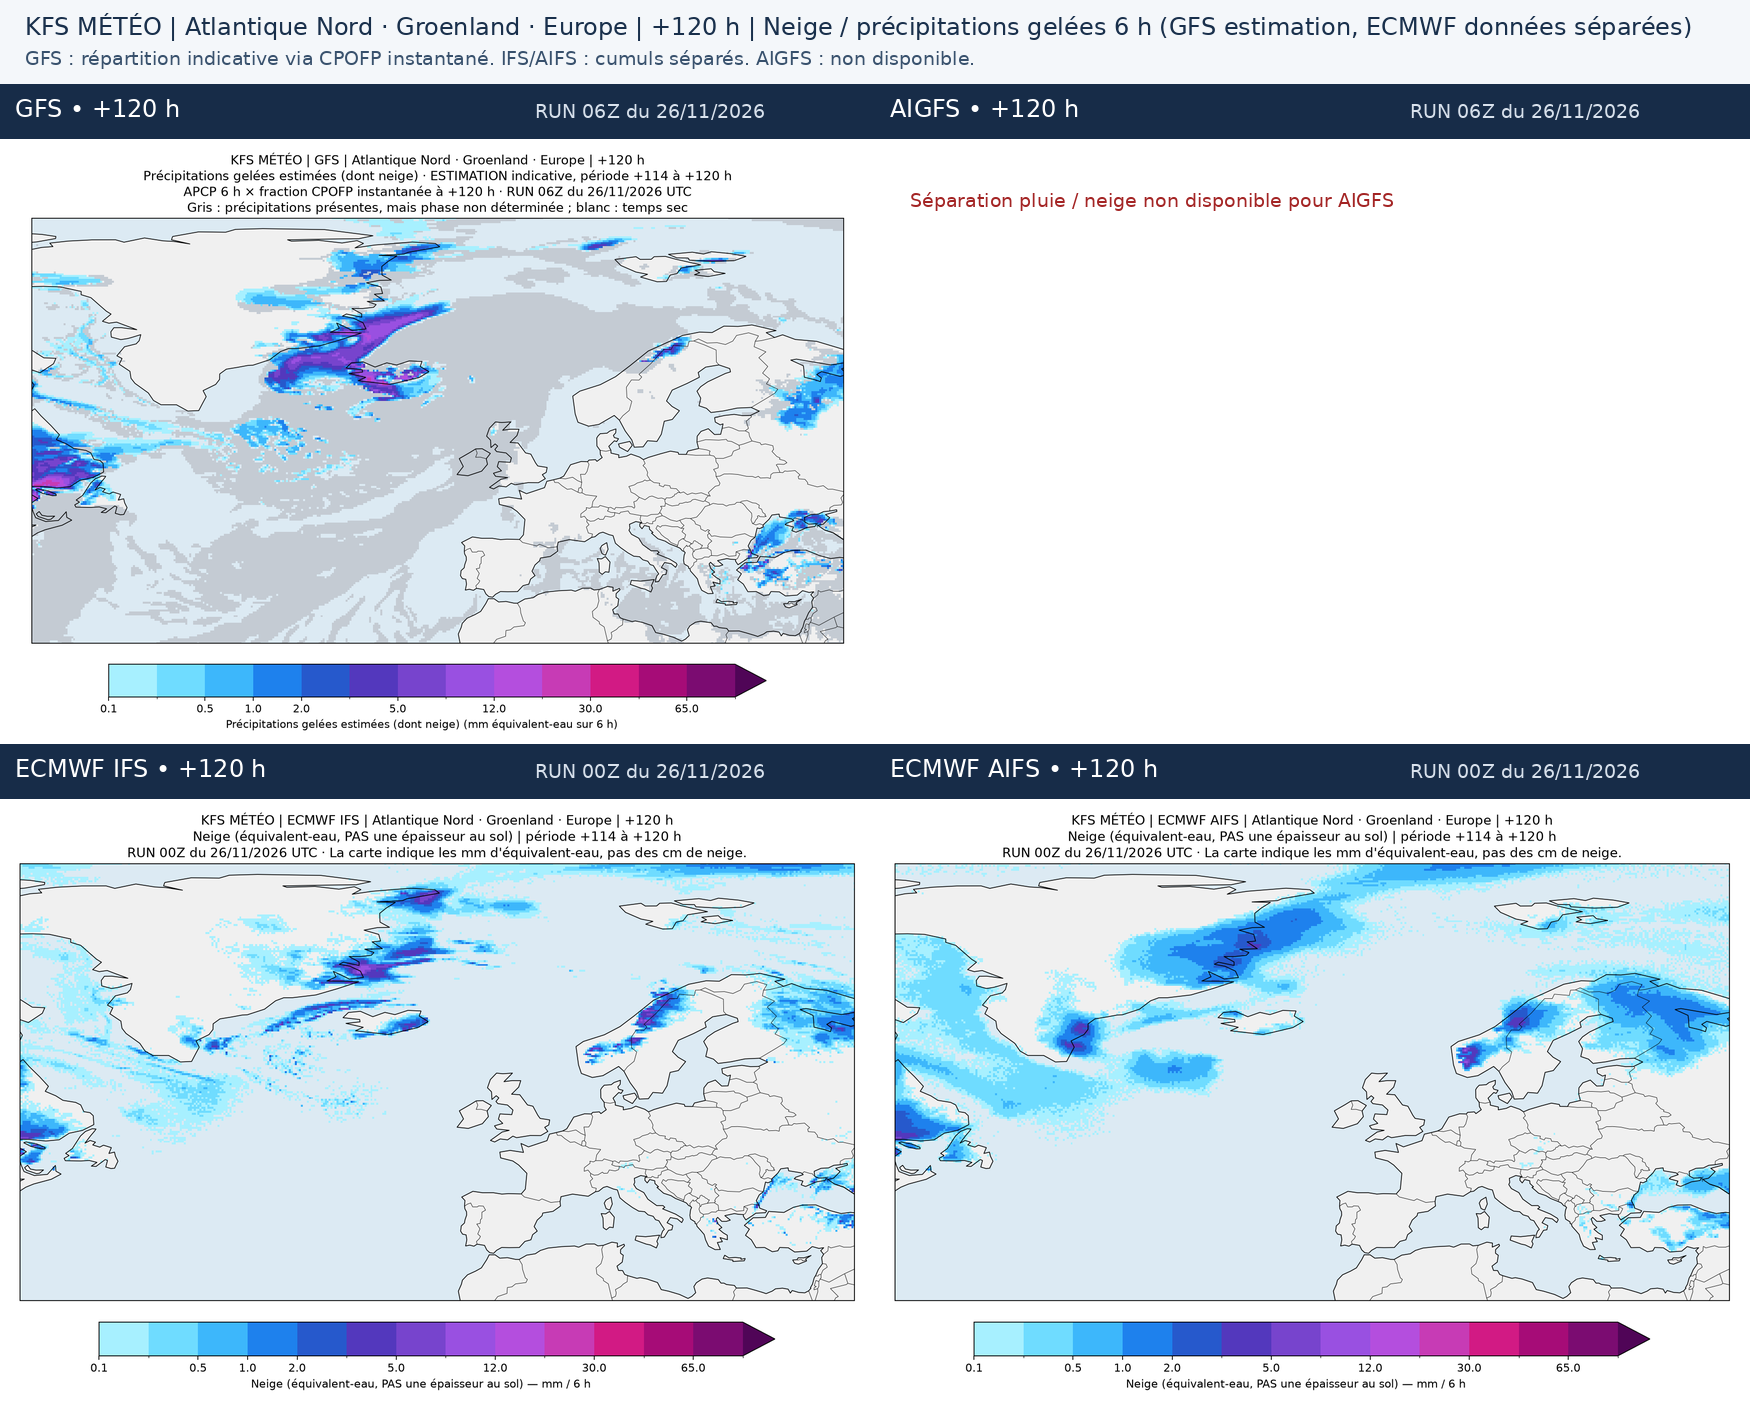 KFS MÉTÉO | Atlantique Nord · Groenland · Europe | +120 h | Neige / précipitations gelées 6 h (GFS estimation, ECMWF données séparées)
GFS : répartition indicative via CPOFP instantané. IFS/AIFS : cumuls séparés. AIGFS : non disponible.
GFS • +120 h
RUN 06Z du 26/11/2026
AIGFS • +120 h
RUN 06Z du 26/11/2026
KFS MÉTÉO | GFS | Atlantique Nord · Groenland · Europe | +120 h
Précipitations gelées estimées (dont neige) · ESTIMATION indicative, période +114 à +120 h
APCP 6 h × fraction CPOFP instantanée à +120 h · RUN 06Z du 26/11/2026 UTC
Gris : précipitations présentes, mais phase non déterminée ; blanc : temps sec
Séparation pluie / neige non disponible pour AIGFS
0.1 0.5 1.0 2.0 5.0 12.0 30.0 65.0
Précipitations gelées estimées (dont neige) (mm équivalent-eau sur 6 h)
ECMWF IFS • +120 h
RUN 00Z du 26/11/2026
ECMWF AIFS • +120 h
RUN 00Z du 26/11/2026
KFS MÉTÉO | ECMWF IFS | Atlantique Nord · Groenland · Europe | +120 h
Neige (équivalent-eau, PAS une épaisseur au sol) | période +114 à +120 h
RUN 00Z du 26/11/2026 UTC · La carte indique les mm d'équivalent-eau, pas des cm de neige.
KFS MÉTÉO | ECMWF AIFS | Atlantique Nord · Groenland · Europe | +120 h
Neige (équivalent-eau, PAS une épaisseur au sol) | période +114 à +120 h
RUN 00Z du 26/11/2026 UTC · La carte indique les mm d'équivalent-eau, pas des cm de neige.
0.1 0.5 1.0 2.0 5.0 12.0 30.0 65.0
Neige (équivalent-eau, PAS une épaisseur au sol) — mm / 6 h
0.1 0.5 1.0 2.0 5.0 12.0 30.0 65.0
Neige (équivalent-eau, PAS une épaisseur au sol) — mm / 6 h